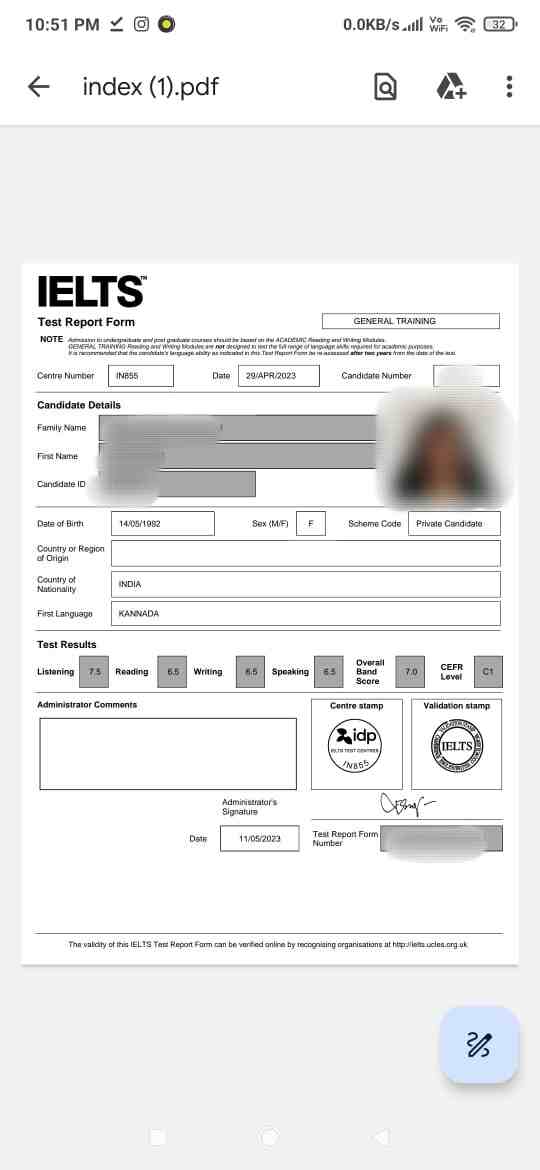 10:51 PM
0.0KB/s Vo WiFi 32
index (1).pdf
IELTS™
Test Report Form
GENERAL TRAINING
NOTE Admission to undergraduate and post graduate courses should be based on the ACADEMIC Reading and Writing Modules.
GENERAL TRAINING Reading and Writing Modules are not designed to test the full range of language skills required for academic purposes.
It is recommended that the candidate's language ability as indicated in this Test Report Form be re-assessed after two years from the date of the test.
Centre Number IN855 Date 29/APR/2023 Candidate Number
Candidate Details
Family Name
First Name
Candidate ID
Date of Birth 14/05/1992 Sex (M/F) F Scheme Code Private Candidate
Country or Region
of Origin
Country of
Nationality
INDIA
First Language KANNADA
Test Results
Listening 7.5 Reading 6.5 Writing 6.5 Speaking 6.5 Overall Band Score 7.0 CEFR Level C1
Administrator Comments
Centre stamp
idp
IELTS TEST CENTRES
IN855
Validation stamp
IELTS
Administrator's
Signature
Date 11/05/2023
Test Report Form
Number
The validity of this IELTS Test Report Form can be verified online by recognising organisations at http://ielts.ucles.org.uk